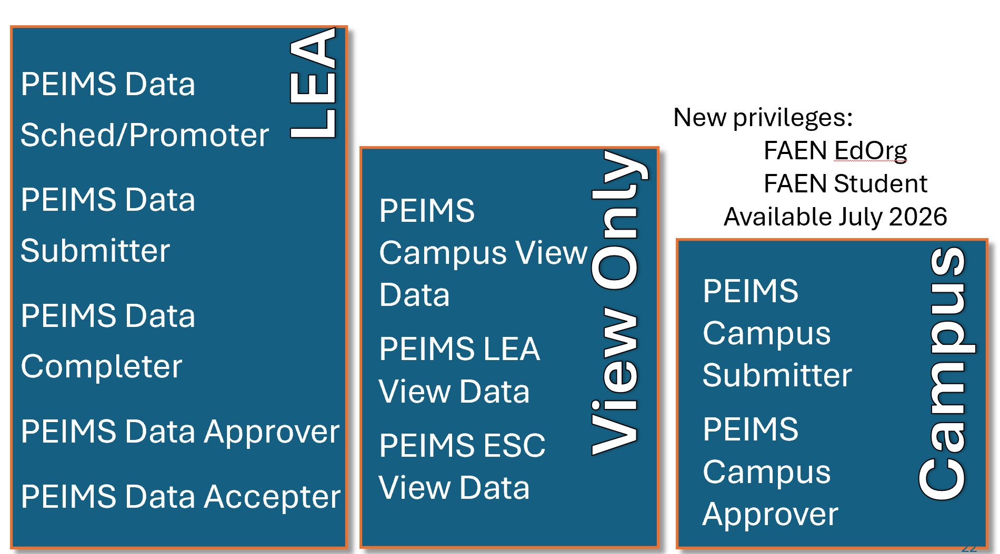 LEA
PEIMS Data
Sched/Promoter
PEIMS Data
Submitter
PEIMS Data
Completer
PEIMS Data Approver
PEIMS Data Accepter
View Only
PEIMS
Campus View
Data
PEIMS LEA
View Data
PEIMS ESC
View Data
New privileges:
FAEN EdOrg
FAEN Student
Available July 2026
Campus
PEIMS
Campus
Submitter
PEIMS
Campus
Approver
22